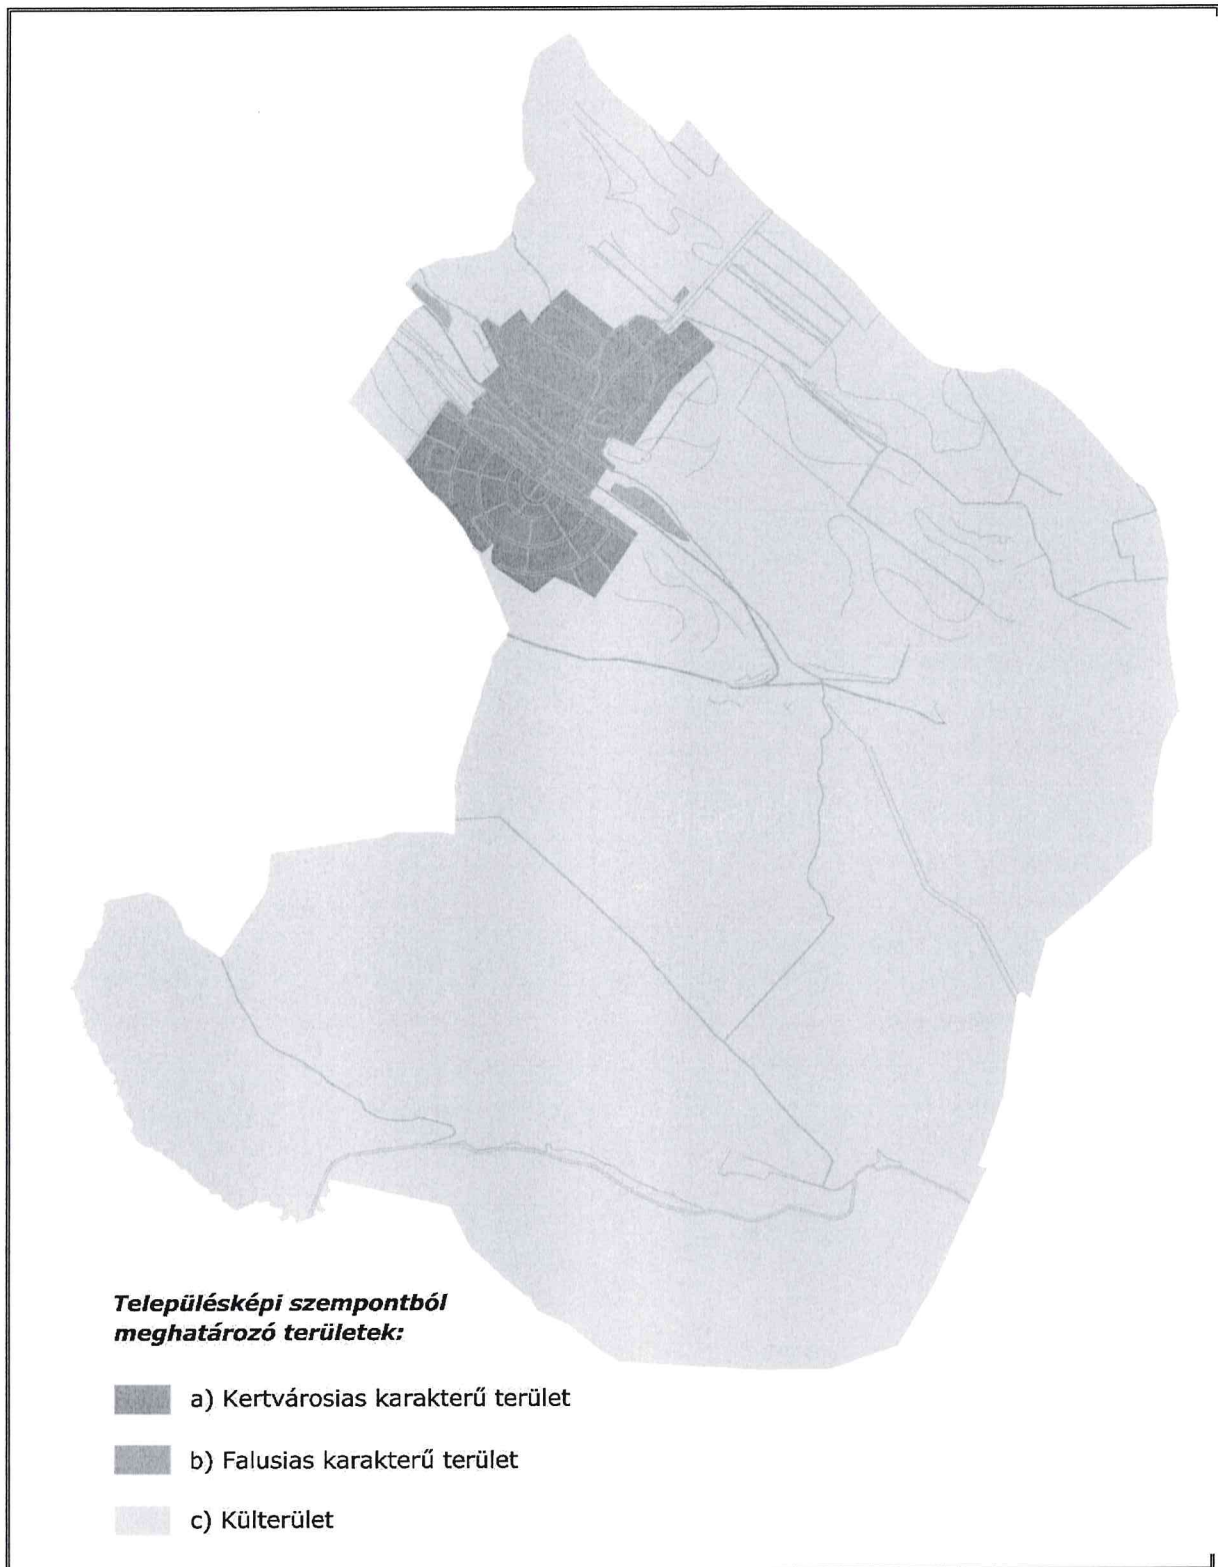 Településképi szempontból
meghatározó területek:
a) Kertvárosias karakterű terület
b) Falusias karakterű terület
c) Külterület